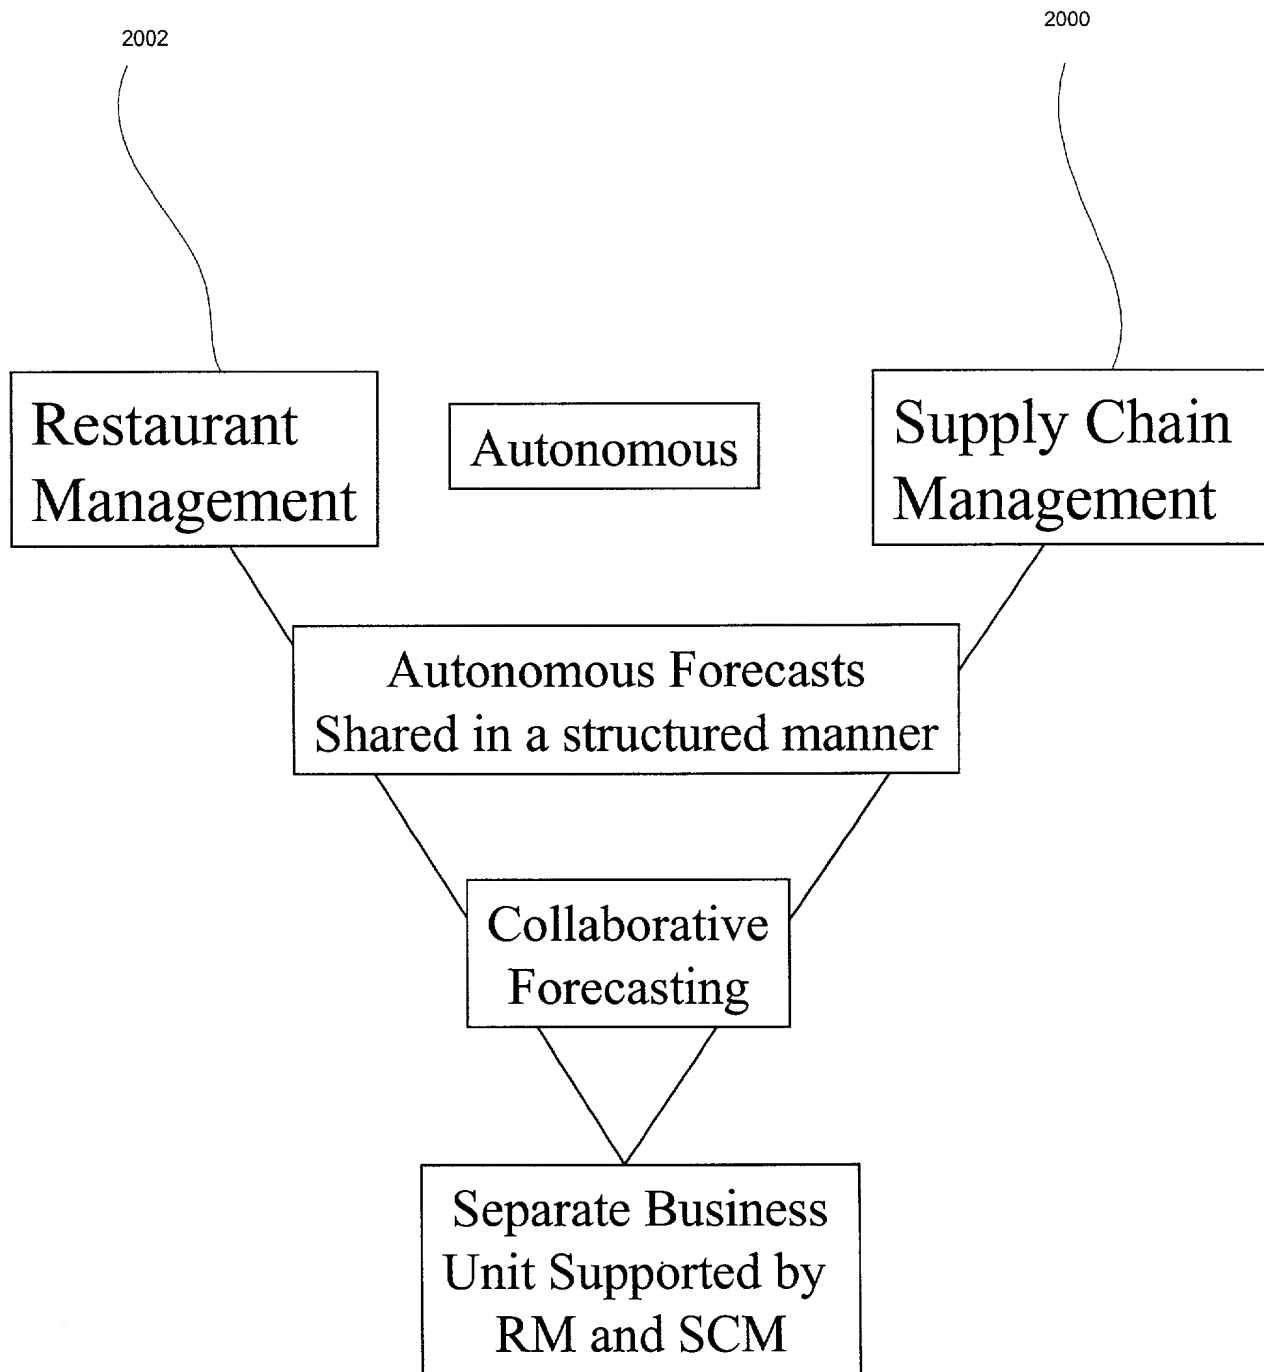 2002
2000
Restaurant
Management
Autonomous
Supply Chain
Management
Autonomous Forecasts
Shared in a structured manner
Collaborative
Forecasting
Separate Business
Unit Supported by
RM and SCM